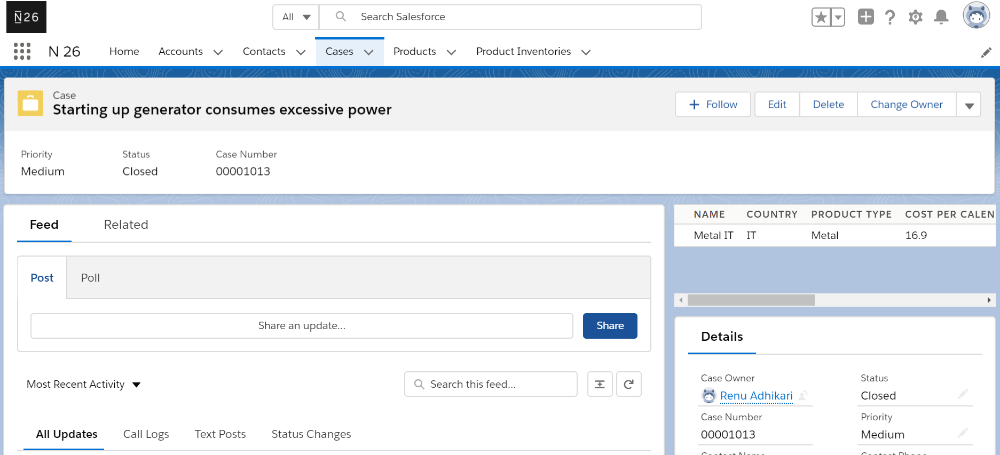 N26
All
Search Salesforce
N 26
Home Accounts Contacts Cases Products Product Inventories
Case
Starting up generator consumes excessive power
+ Follow Edit Delete Change Owner
Priority Status Case Number
Medium Closed 00001013
Feed Related
Post Poll
Share an update...
Share
Most Recent Activity
Search this feed...
All Updates Call Logs Text Posts Status Changes
NAME COUNTRY PRODUCT TYPE COST PER CALEN
Metal IT IT Metal 16.9
Details
Case Owner Status
Renu Adhikari Closed
Case Number Priority
00001013 Medium